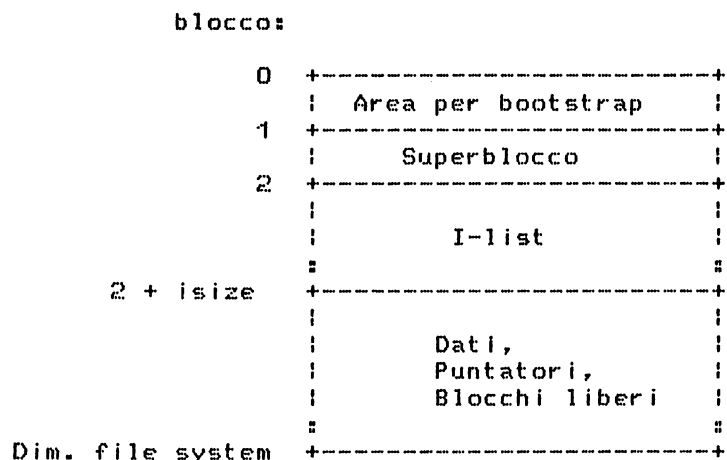 blocco:
0
Area per bootstrap
1
Superblocco
2
I-list
2 + isize
Dati,
Puntatori,
Blocchi liberi
Dim. file system